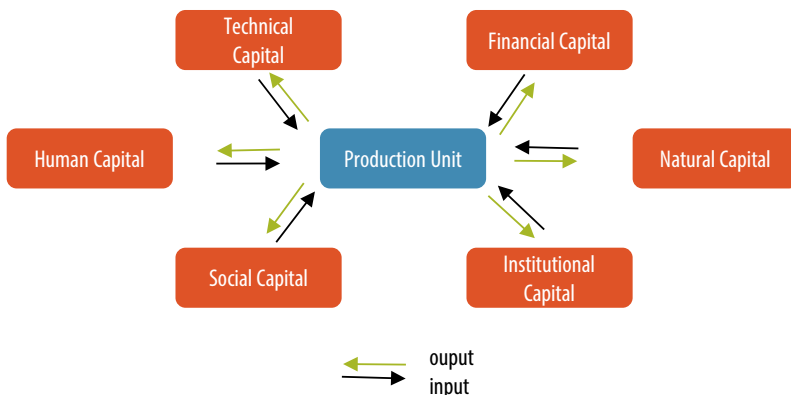 Technical
Capital
Financial Capital
Human Capital
Production Unit
Natural Capital
Social Capital
Institutional
Capital
ouput
input